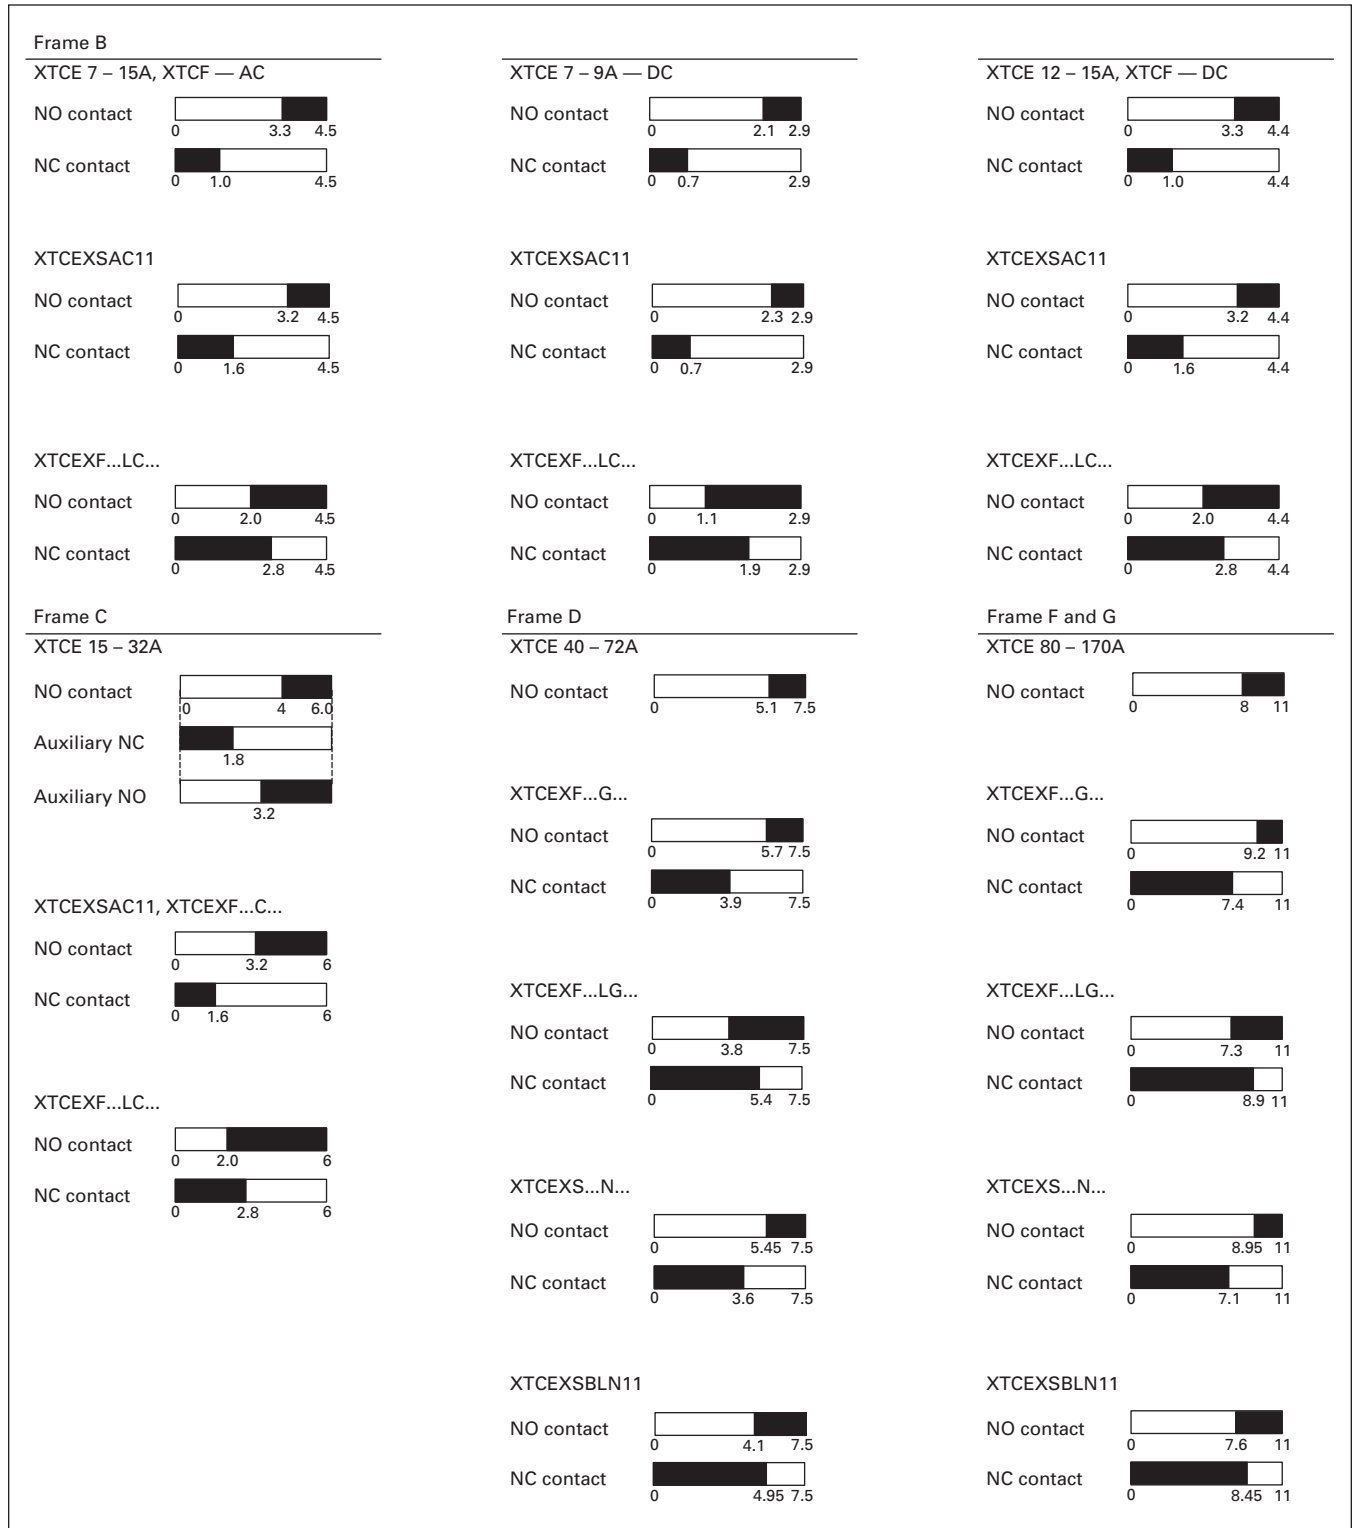 Frame B
XTCE 7 – 15A, XTCF — AC
NO contact
0 3.3 4.5
NC contact
0 1.0 4.5
XTCEXSAC11
NO contact
0 3.2 4.5
NC contact
0 1.6 4.5
XTCEXF...LC...
NO contact
0 2.0 4.5
NC contact
0 2.8 4.5
XTCE 7 – 9A — DC
NO contact
0 2.1 2.9
NC contact
0 0.7 2.9
XTCEXSAC11
NO contact
0 2.3 2.9
NC contact
0 0.7 2.9
XTCEXF...LC...
NO contact
0 1.1 2.9
NC contact
0 1.9 2.9
XTCE 12 – 15A, XTCF — DC
NO contact
0 3.3 4.4
NC contact
0 1.0 4.4
XTCEXSAC11
NO contact
0 3.2 4.4
NC contact
0 1.6 4.4
XTCEXF...LC...
NO contact
0 2.0 4.4
NC contact
0 2.8 4.4
Frame C
XTCE 15 – 32A
NO contact
0 4 6.0
Auxiliary NC
1.8
Auxiliary NO
3.2
XTCEXSAC11, XTCEXF...C...
NO contact
0 3.2 6
NC contact
0 1.6 6
XTCEXF...LC...
NO contact
0 2.0 6
NC contact
0 2.8 6
Frame D
XTCE 40 – 72A
NO contact
0 5.1 7.5
XTCEXF...G...
NO contact
0 5.7 7.5
NC contact
0 3.9 7.5
XTCEXF...LG...
NO contact
0 3.8 7.5
NC contact
0 5.4 7.5
XTCEXS...N...
NO contact
0 5.45 7.5
NC contact
0 3.6 7.5
XTCEXSBLN11
NO contact
0 4.1 7.5
NC contact
0 4.95 7.5
Frame F and G
XTCE 80 – 170A
NO contact
0 8 11
XTCEXF...G...
NO contact
0 9.2 11
NC contact
0 7.4 11
XTCEXF...LG...
NO contact
0 7.3 11
NC contact
0 8.9 11
XTCEXS...N...
NO contact
0 8.95 11
NC contact
0 7.1 11
XTCEXSBLN11
NO contact
0 7.6 11
NC contact
0 8.45 11